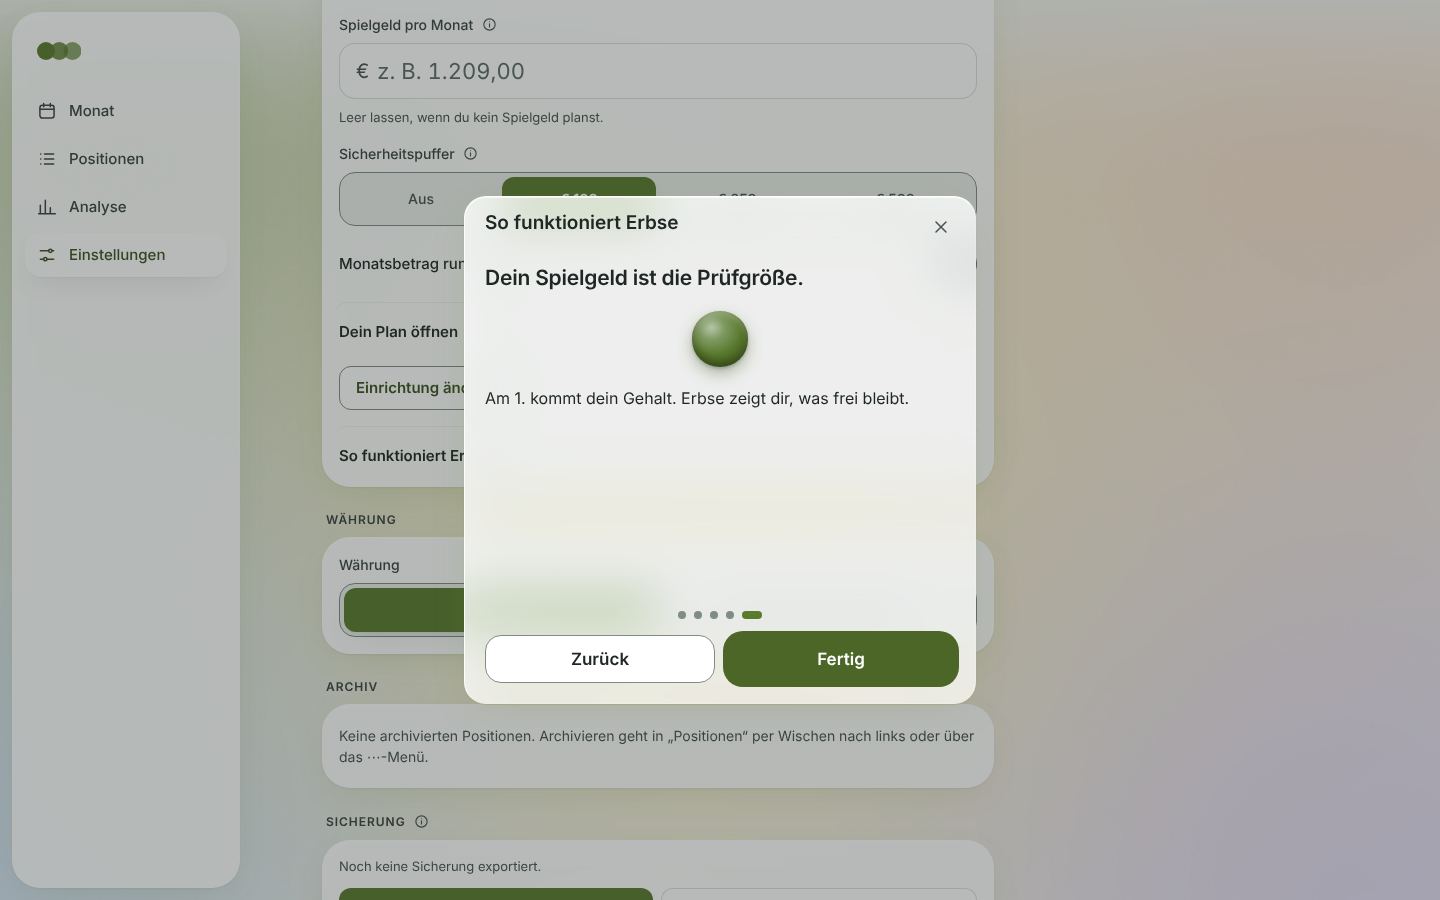 Spielgeld pro Monat
€ z. B. 1.209,00
Leer lassen, wenn du kein Spielgeld planst.
Monat
Positionen
Analyse
Einstellungen
Sicherheitspuffer
Aus
So funktioniert Erbse
Dein Spielgeld ist die Prüfgröße.
Am 1. kommt dein Gehalt. Erbse zeigt dir, was frei bleibt.
Zurück
Fertig
Monatsbetrag
Dein Plan öffnen
Einrichtung
So funktioniert
WÄHRUNG
Währung
ARCHIV
Keine archivierten Positionen. Archivieren geht in „Positionen“ per Wischen nach links oder über
das ···-Menü.
SICHERUNG
Noch keine Sicherung exportiert.